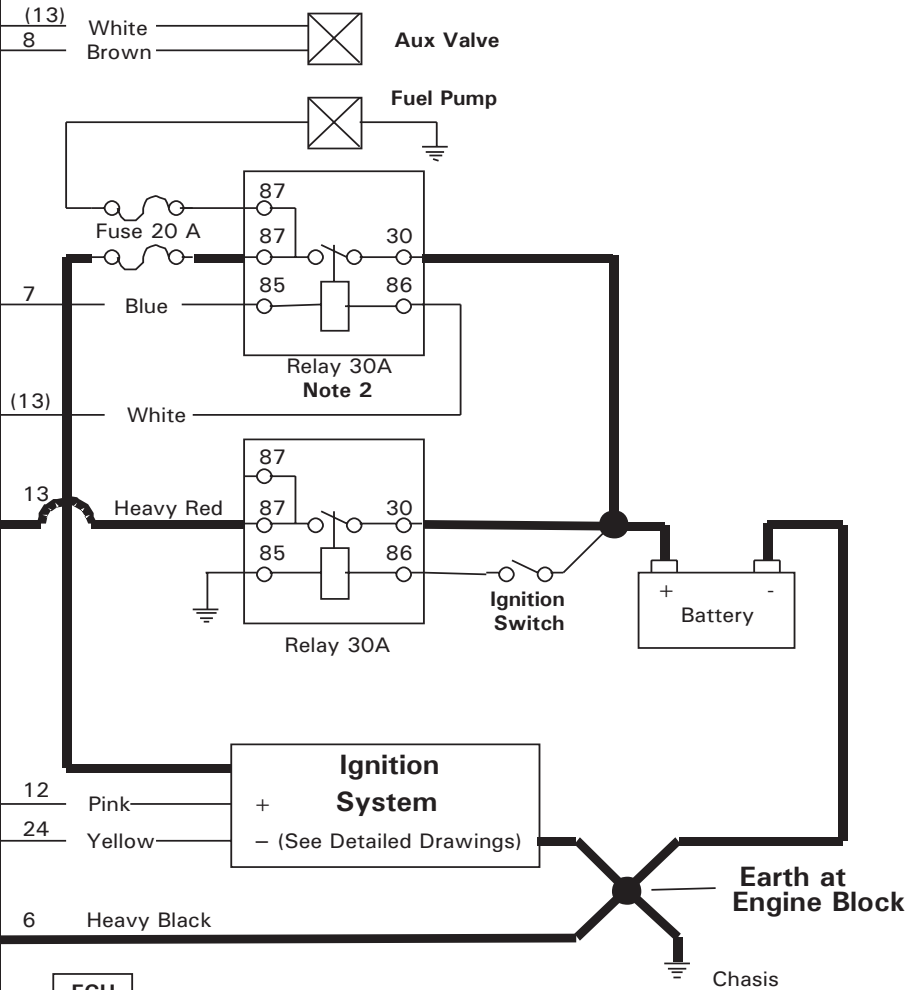 (13) White
8 Brown
Aux Valve
Fuel Pump
87
Fuse 20 A
87 30
85 86
7 Blue
Relay 30A
Note 2
(13) White
87
13 Heavy Red
87 30
85 86
Ignition
Switch
+ -
Battery
Relay 30A
Ignition
System
12 Pink +
24 Yellow – (See Detailed Drawings)
Earth at
Engine Block
6 Heavy Black
Chasis
ECU